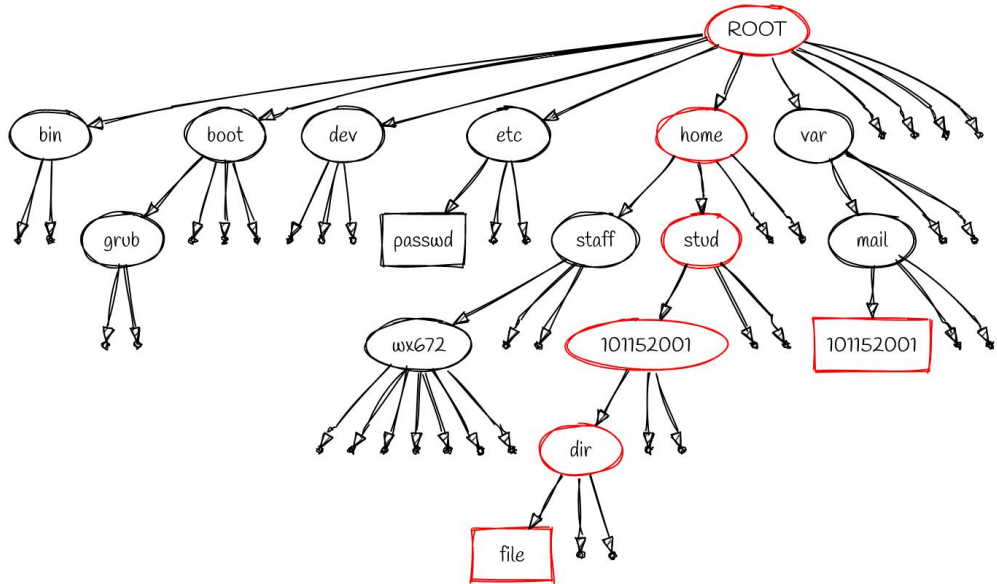 ROOT
bin
boot
dev
etc
home
var
grub
passwd
staff
stud
mail
wx672
101152001
101152001
dir
file